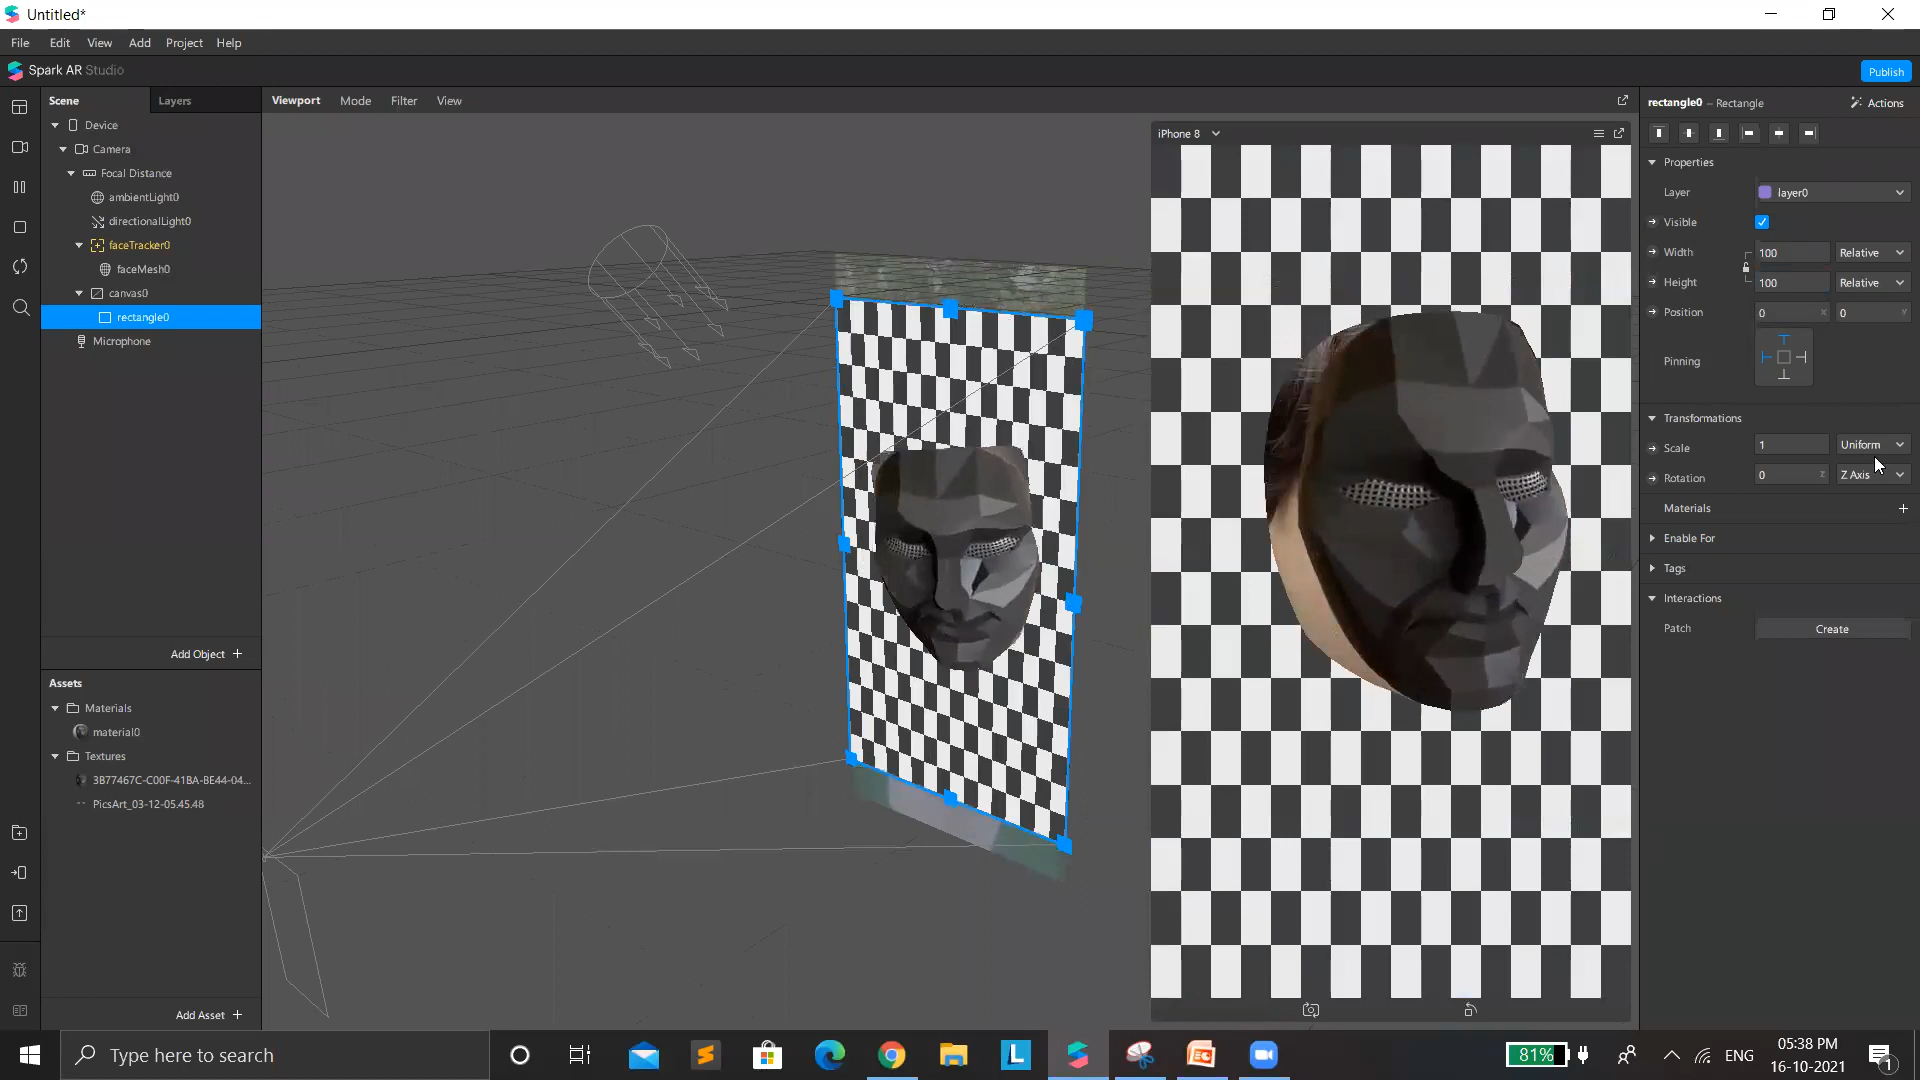 Untitled*
File Edit View Add Project Help
Spark AR Studio
Publish
Scene Layers
Viewport Mode Filter View
rectangle0 – Rectangle Actions
Device
Camera
Focal Distance
ambientLight0
directionalLight0
faceTracker0
faceMesh0
canvas0
rectangle0
Microphone
Add Object +
Assets
Materials
material0
Textures
3B77467C-C00F-41BA-BE44-04...
PicsArt_03-12-05.45.48
Add Asset +
iPhone 8
Properties
Layer layer0
Visible
Width 100 Relative
Height 100 Relative
Position 0 X 0 Y
Pinning
Transformations
Scale 1 Uniform
Rotation 0 Z Z Axis
Materials +
Enable For
Tags
Interactions
Patch Create
Type here to search
81%
ENG
05:38 PM
16-10-2021
1